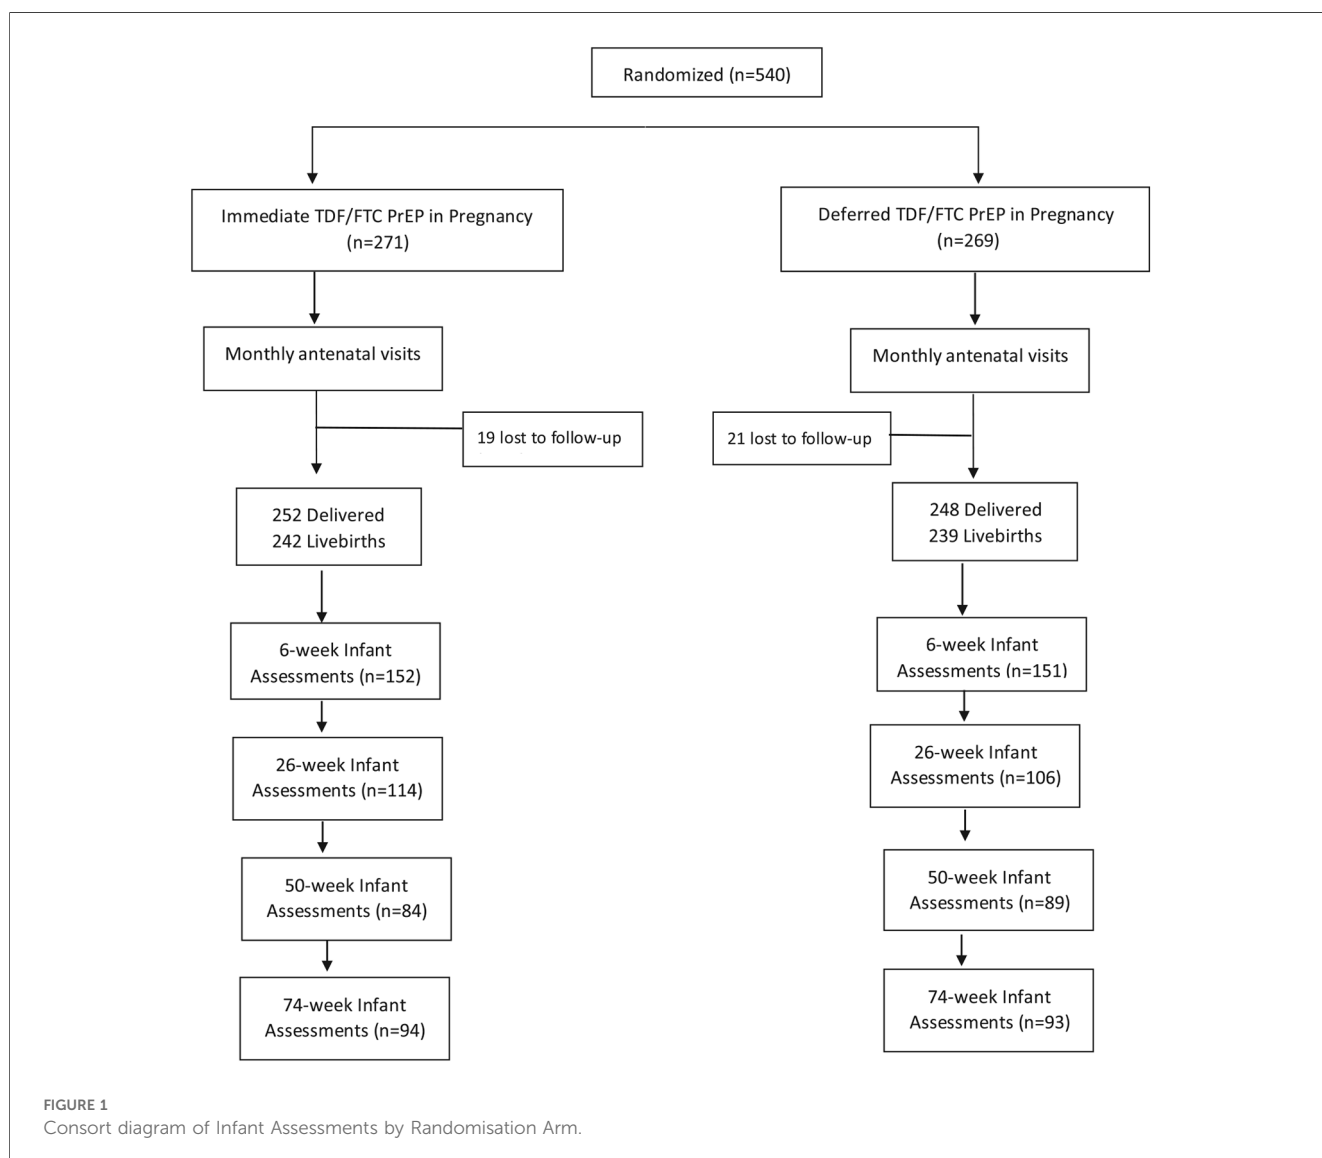 Randomized (n=540)
Immediate TDF/FTC PrEP in Pregnancy
(n=271)
Deferred TDF/FTC PrEP in Pregnancy
(n=269)
Monthly antenatal visits
Monthly antenatal visits
19 lost to follow-up
21 lost to follow-up
252 Delivered
242 Livebirths
248 Delivered
239 Livebirths
6-week Infant
Assessments (n=152)
6-week Infant
Assessments (n=151)
26-week Infant
Assessments (n=114)
26-week Infant
Assessments (n=106)
50-week Infant
Assessments (n=84)
50-week Infant
Assessments (n=89)
74-week Infant
Assessments (n=94)
74-week Infant
Assessments (n=93)
FIGURE 1
Consort diagram of Infant Assessments by Randomisation Arm.